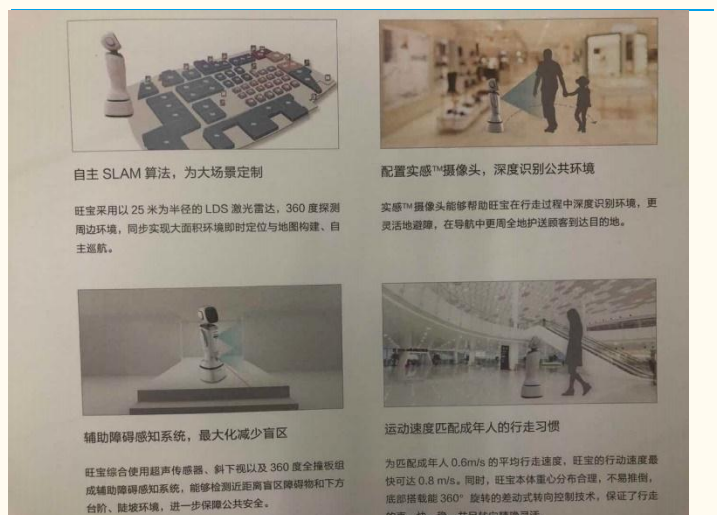 自主 SLAM 算法，为大场景定制
旺宝采用以 25 米为半径的 LDS 激光雷达，360 度探测
周边环境，同步实现大面积环境即时定位与地图构建、自
主巡航。
配置实感™摄像头，深度识别公共环境
实感™摄像头能够帮助旺宝在行走过程中深度识别环境，更
灵活地避障，在导航中更周全地护送顾客到达目的地。
辅助障碍感知系统，最大化减少盲区
旺宝综合使用超声传感器、斜下视以及 360 度全撞板组
成辅助障碍感知系统，能够检测近距离盲区障碍物和下方
台阶、陡坡环境，进一步保障公共安全。
运动速度匹配成年人的行走习惯
为匹配成年人 0.6m/s 的平均行走速度，旺宝的行动速度最
快可达 0.8 m/s。同时，旺宝本体重心分布合理，不易推倒，
底部搭载能 360° 旋转的差动式转向控制技术，保证了行走